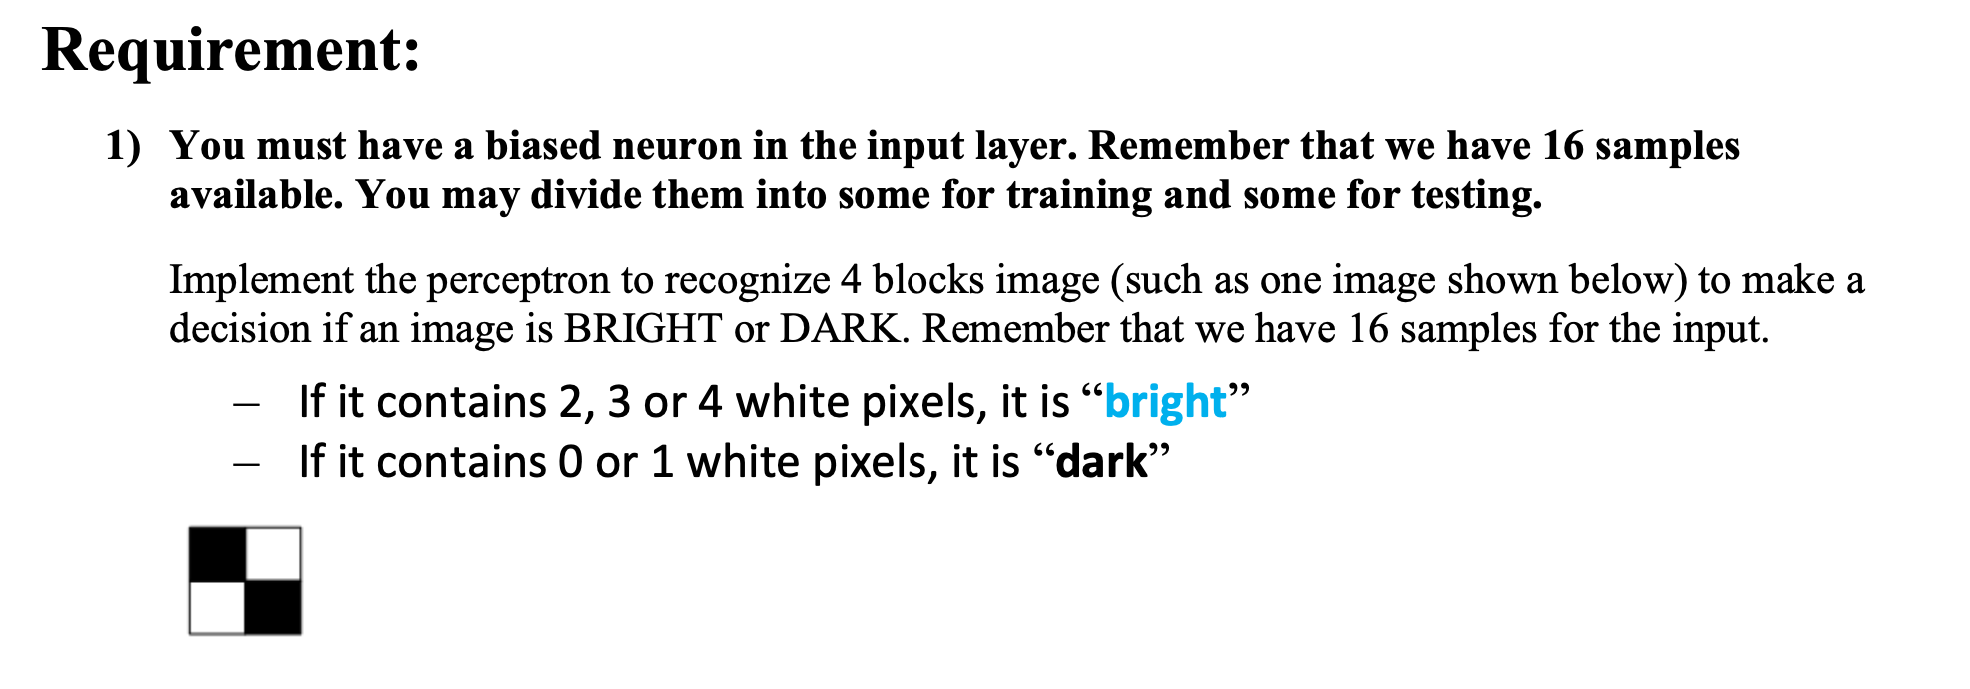 Requirement:
1) You must have a biased neuron in the input layer. Remember that we have 16 samples
available. You may divide them into some for training and some for testing.
Implement the perceptron to recognize 4 blocks image (such as one image shown below) to make a
decision if an image is BRIGHT or DARK. Remember that we have 16 samples for the input.
– If it contains 2, 3 or 4 white pixels, it is “bright”
– If it contains 0 or 1 white pixels, it is “dark”